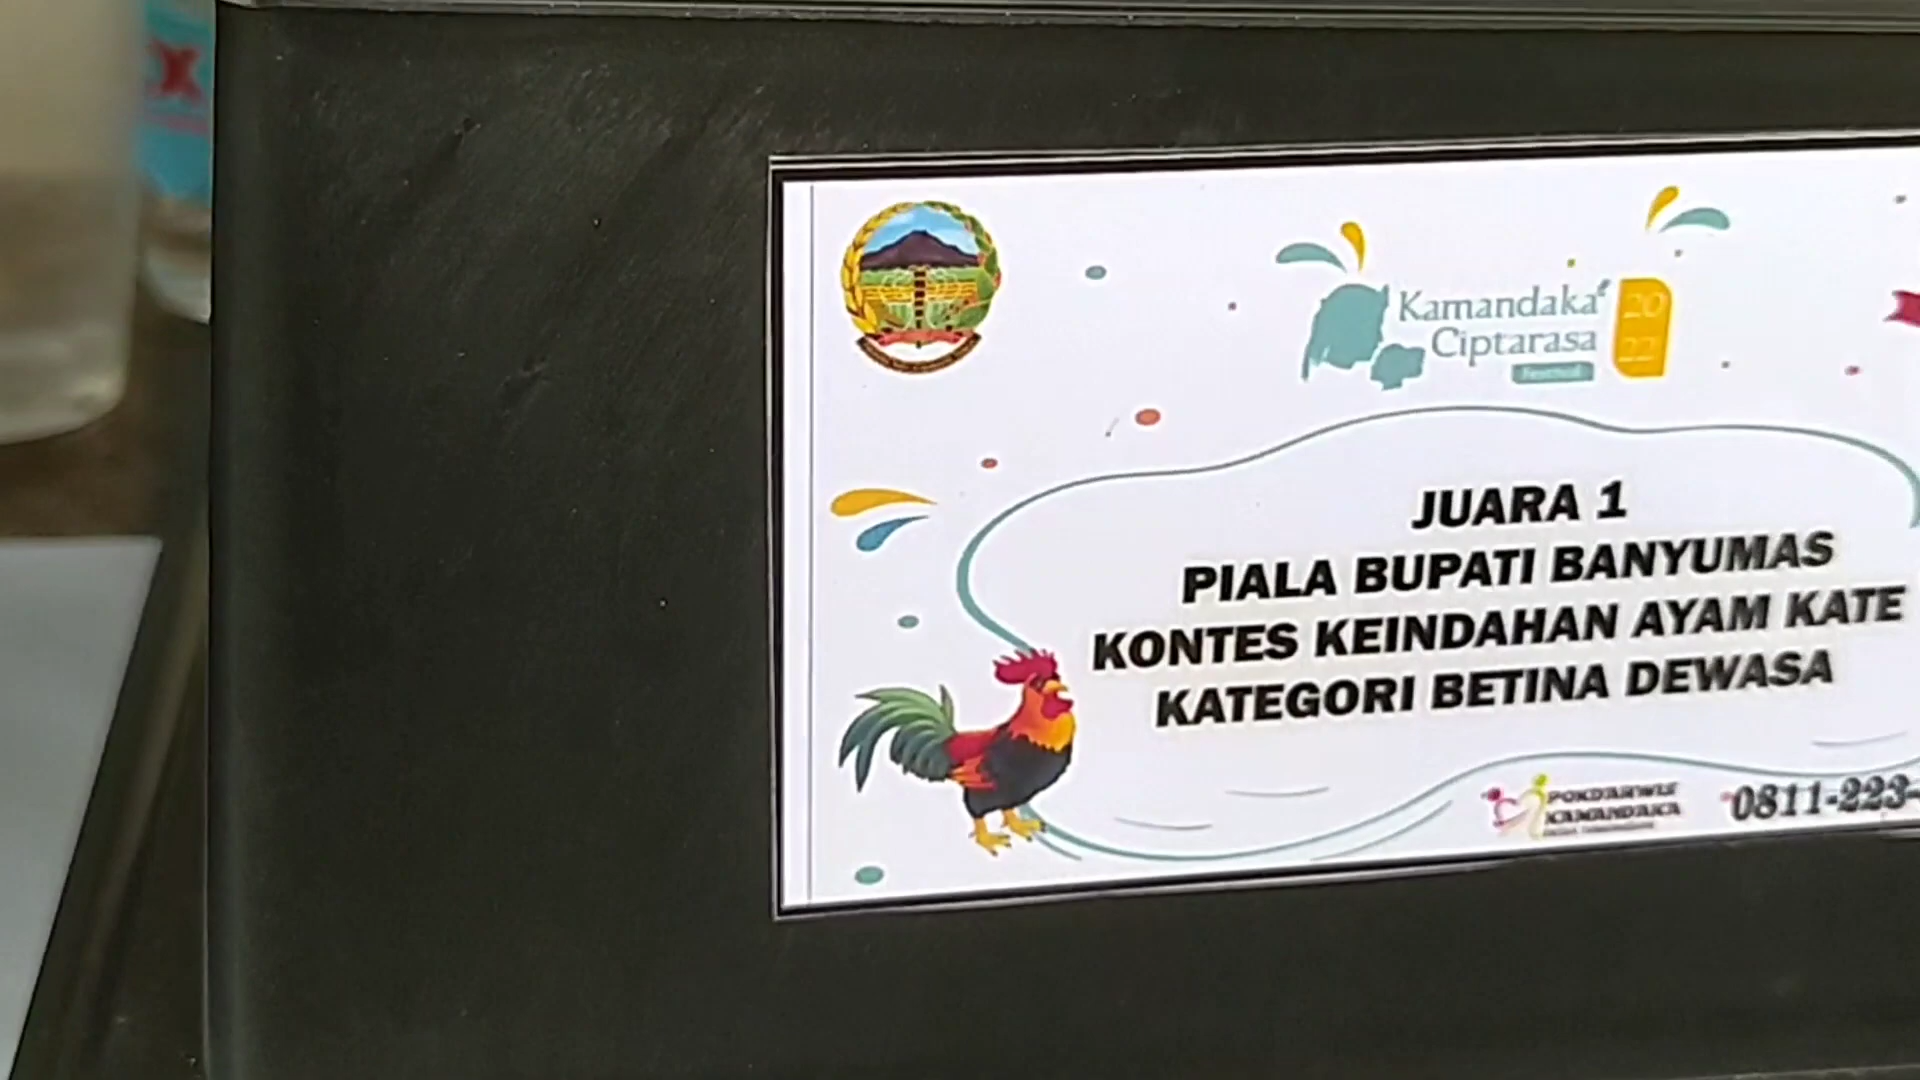 Kamandaka
Ciptarasa
Festival
20
22
JUARA 1
PIALA BUPATI BANYUMAS
KONTES KEINDAHAN AYAM KATE
KATEGORI BETINA DEWASA
POKDARWIS
KAMANDAKA
0811-223-